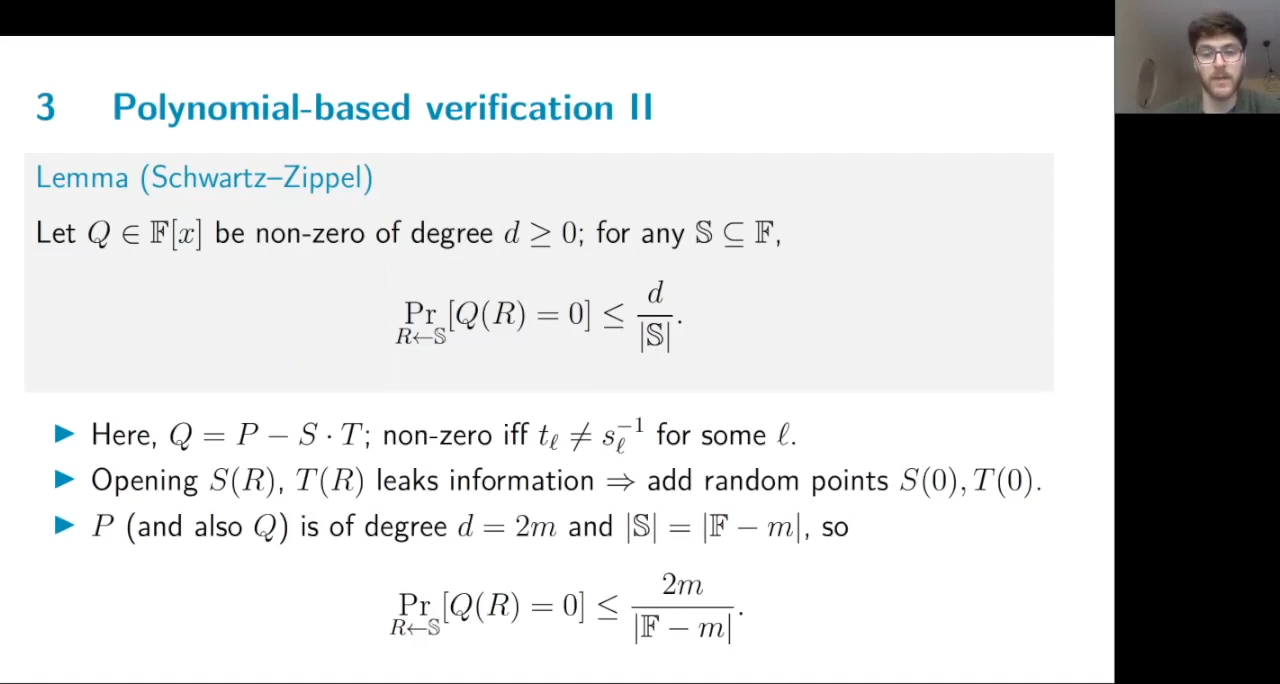 3 Polynomial-based verification II
Lemma (Schwartz–Zippel)
Let Q ∈ 𝔽[x] be non-zero of degree d ≥ 0; for any 𝕊 ⊆ 𝔽,
Pr_{R←𝕊}[Q(R) = 0] ≤ d/|𝕊|.
▶ Here, Q = P − S · T; non-zero iff t_ℓ ≠ s_ℓ^{−1} for some ℓ.
▶ Opening S(R), T(R) leaks information ⇒ add random points S(0), T(0).
▶ P (and also Q) is of degree d = 2m and |𝕊| = |𝔽 − m|, so
Pr_{R←𝕊}[Q(R) = 0] ≤ 2m/|𝔽 − m|.